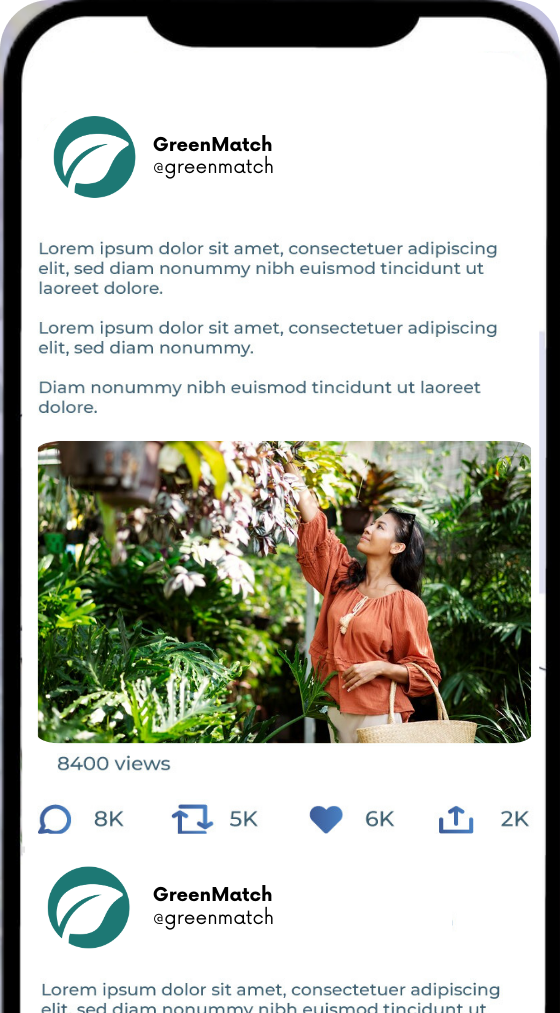 GreenMatch
@greenmatch
Lorem ipsum dolor sit amet, consectetuer adipiscing
elit, sed diam nonummy nibh euismod tincidunt ut
laoreet dolore.
Lorem ipsum dolor sit amet, consectetuer adipiscing
elit, sed diam nonummy.
Diam nonummy nibh euismod tincidunt ut laoreet
dolore.
8400 views
8K 5K 6K 2K
GreenMatch
@greenmatch
Lorem ipsum dolor sit amet, consectetuer adipiscing
elit, sed diam nonummy nibh euismod tincidunt ut